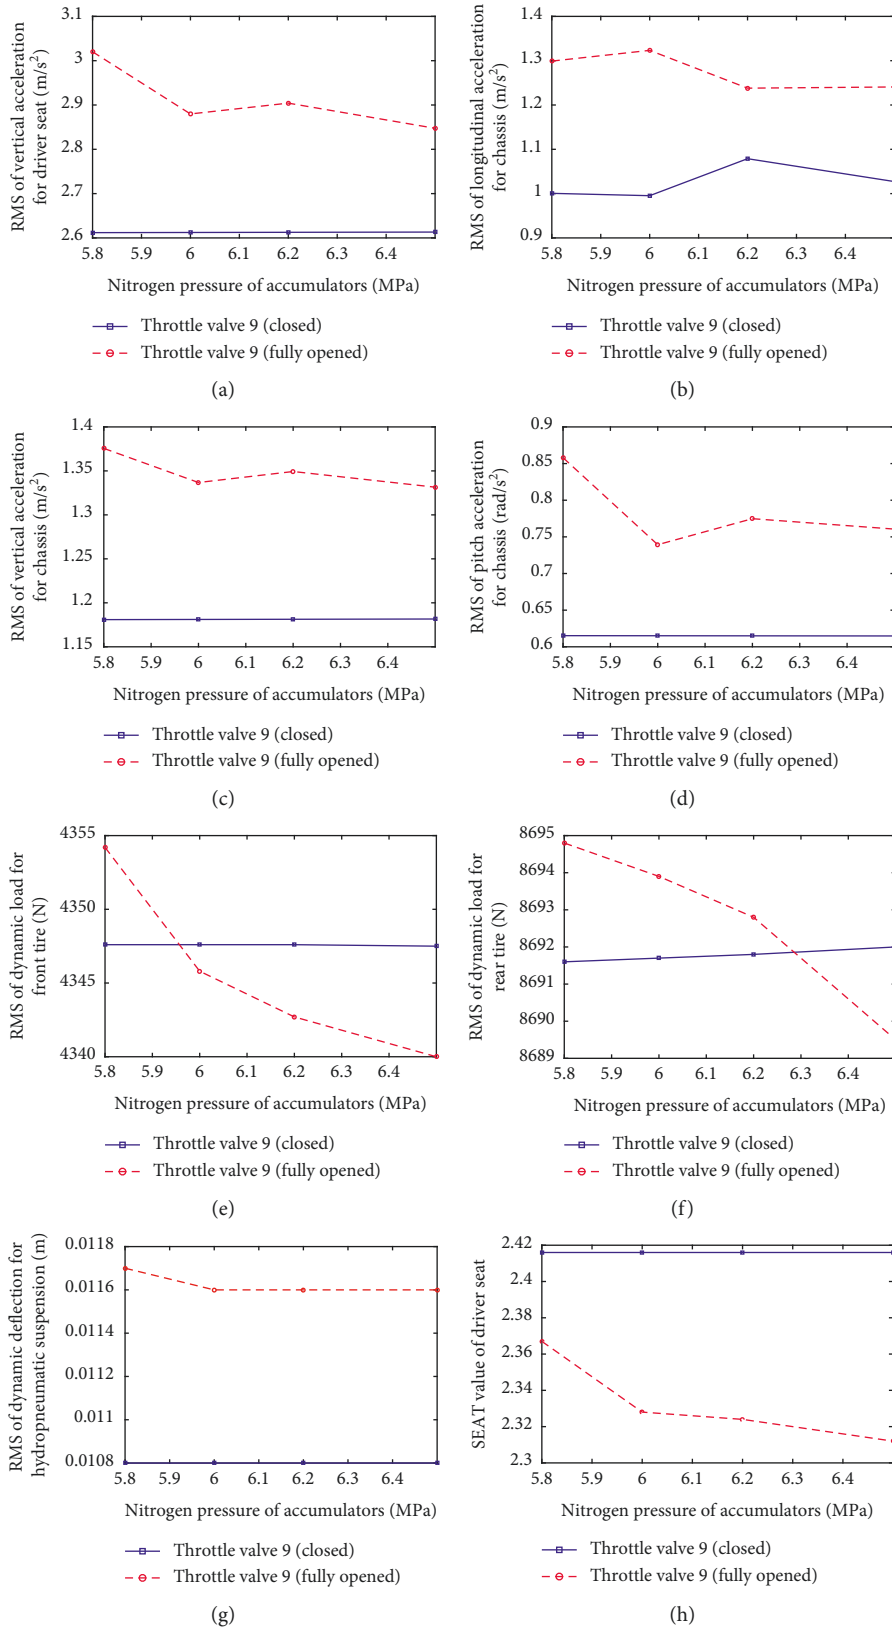 RMS of vertical acceleration
for driver seat (m/s²)
3.1
3
2.9
2.8
2.7
2.6
5.8 5.9 6 6.1 6.2 6.3 6.4
Nitrogen pressure of accumulators (MPa)
Throttle valve 9 (closed)
Throttle valve 9 (fully opened)
(a)
RMS of longitudinal acceleration
for chassis (m/s²)
1.4
1.3
1.2
1.1
1
0.9
5.8 5.9 6 6.1 6.2 6.3 6.4
Nitrogen pressure of accumulators (MPa)
Throttle valve 9 (closed)
Throttle valve 9 (fully opened)
(b)
RMS of vertical acceleration
for chassis (m/s²)
1.4
1.35
1.3
1.25
1.2
1.15
5.8 5.9 6 6.1 6.2 6.3 6.4
Nitrogen pressure of accumulators (MPa)
Throttle valve 9 (closed)
Throttle valve 9 (fully opened)
(c)
RMS of pitch acceleration
for chassis (rad/s²)
0.9
0.85
0.8
0.75
0.7
0.65
0.6
5.8 5.9 6 6.1 6.2 6.3 6.4
Nitrogen pressure of accumulators (MPa)
Throttle valve 9 (closed)
Throttle valve 9 (fully opened)
(d)
RMS of dynamic load for
front tire (N)
4355
4350
4345
4340
5.8 5.9 6 6.1 6.2 6.3 6.4
Nitrogen pressure of accumulators (MPa)
Throttle valve 9 (closed)
Throttle valve 9 (fully opened)
(e)
RMS of dynamic load for
rear tire (N)
8695
8694
8693
8692
8691
8690
8689
5.8 5.9 6 6.1 6.2 6.3 6.4
Nitrogen pressure of accumulators (MPa)
Throttle valve 9 (closed)
Throttle valve 9 (fully opened)
(f)
RMS of dynamic deflection for
hydropneumatic suspension (m)
0.0118
0.0116
0.0114
0.0112
0.011
0.0108
5.8 5.9 6 6.1 6.2 6.3 6.4
Nitrogen pressure of accumulators (MPa)
Throttle valve 9 (closed)
Throttle valve 9 (fully opened)
(g)
SEAT value of driver seat
2.42
2.4
2.38
2.36
2.34
2.32
2.3
5.8 5.9 6 6.1 6.2 6.3 6.4
Nitrogen pressure of accumulators (MPa)
Throttle valve 9 (closed)
Throttle valve 9 (fully opened)
(h)